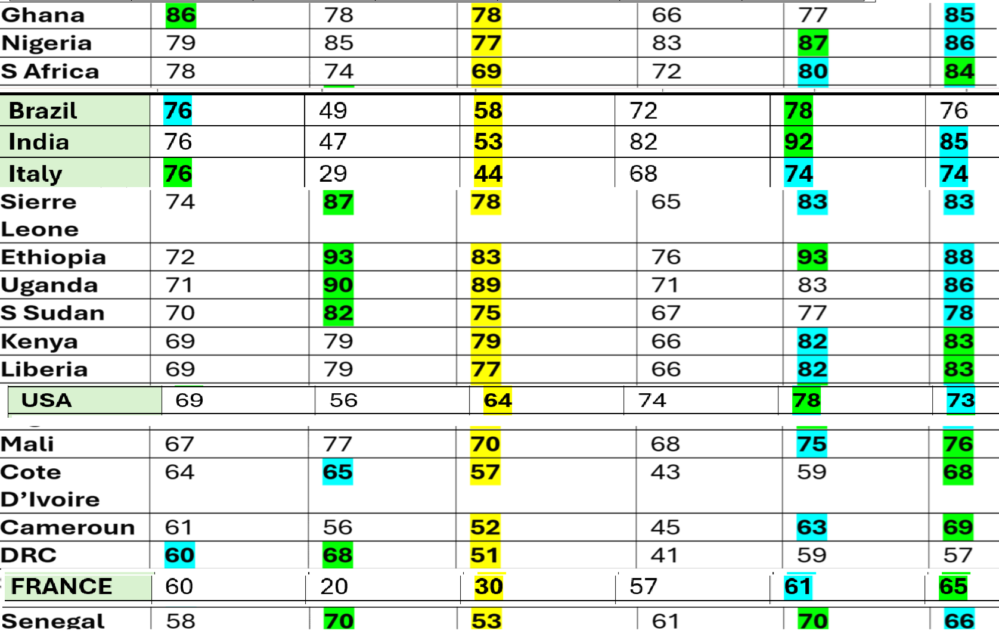 Ghana 86 78 78 66 77 85
Nigeria 79 85 77 83 87 86
S Africa 78 74 69 72 80 84
Brazil 76 49 58 72 78 76
India 76 47 53 82 92 85
Italy 76 29 44 68 74 74
Sierre 74 87 78 65 83 83
Leone
Ethiopia 72 93 83 76 93 88
Uganda 71 90 89 71 83 86
S Sudan 70 82 75 67 77 78
Kenya 69 79 79 66 82 83
Liberia 69 79 77 66 82 83
USA 69 56 64 74 78 73
Mali 67 77 70 68 75 76
Cote 64 65 57 43 59 68
D’Ivoire
Cameroun 61 56 52 45 63 69
DRC 60 68 51 41 59 57
FRANCE 60 20 30 57 61 65
Senegal 58 70 53 61 70 66